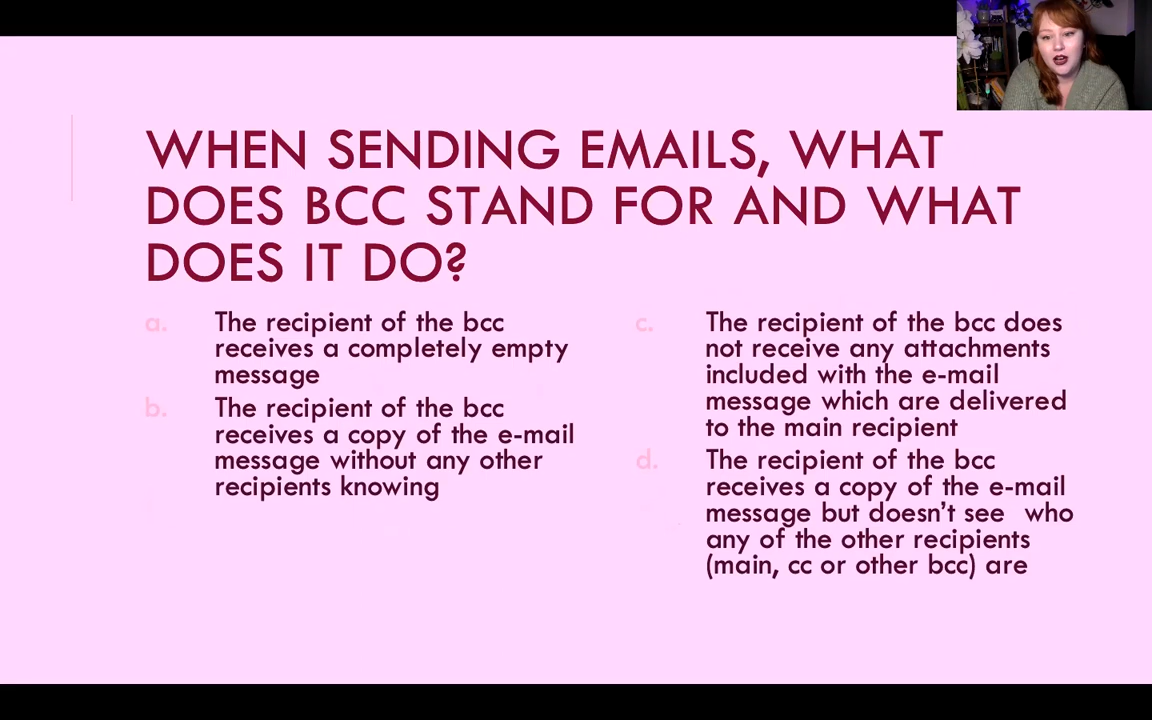 WHEN SENDING EMAILS, WHAT
DOES BCC STAND FOR AND WHAT
DOES IT DO?
a. The recipient of the bcc
receives a completely empty
message
b. The recipient of the bcc
receives a copy of the e-mail
message without any other
recipients knowing
c. The recipient of the bcc does
not receive any attachments
included with the e-mail
message which are delivered
to the main recipient
d. The recipient of the bcc
receives a copy of the e-mail
message but doesn't see who
any of the other recipients
(main, cc or other bcc) are